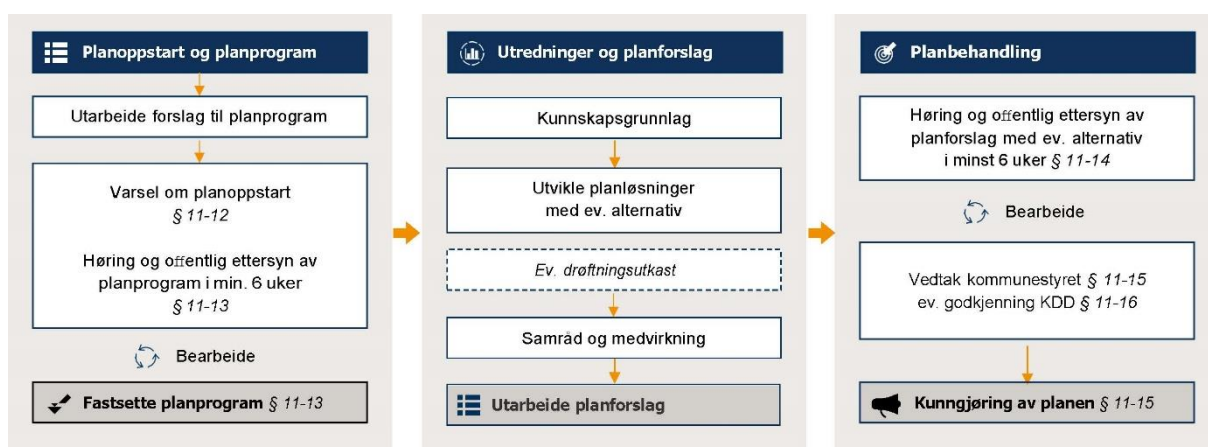 Planoppstart og planprogram
Utarbeide forslag til planprogram
Varsel om planoppstart
§ 11-12
Høring og offentlig ettersyn av
planprogram i min. 6 uker
§ 11-13
Bearbeide
Fastsette planprogram § 11-13
Utredninger og planforslag
Kunnskapsgrunnlag
Utvikle planløsninger
med ev. alternativ
Ev. drøftningsutkast
Samråd og medvirkning
Utarbeide planforslag
Planbehandling
Høring og offentlig ettersyn av
planforslag med ev. alternativ
i minst 6 uker § 11-14
Bearbeide
Vedtak kommunestyret § 11-15
ev. godkjenning KDD § 11-16
Kunngjøring av planen § 11-15